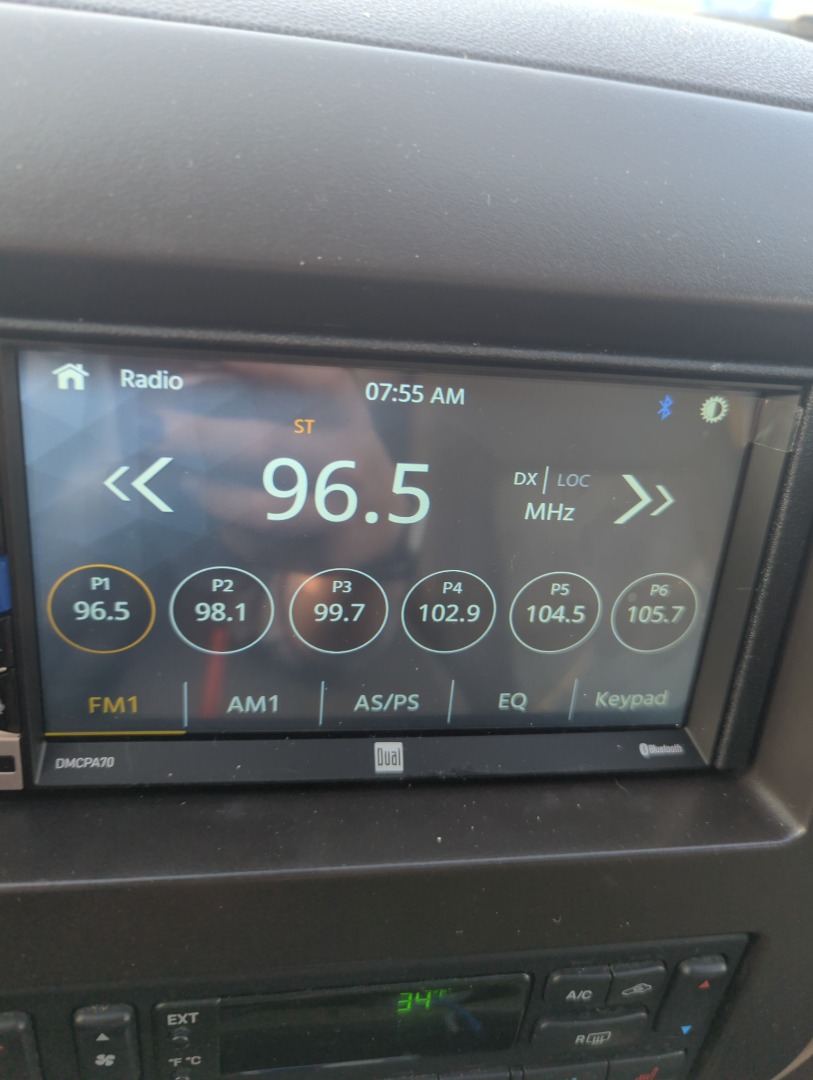 Radio
07:55 AM
ST
96.5
DX | LOC
MHz
P1
96.5
P2
98.1
P3
99.7
P4
102.9
P5
104.5
P6
105.7
FM1
AM1
AS/PS
EQ
Keypad
DMCPA70
Dual
Bluetooth
34°
EXT
A/C
R
°F °C